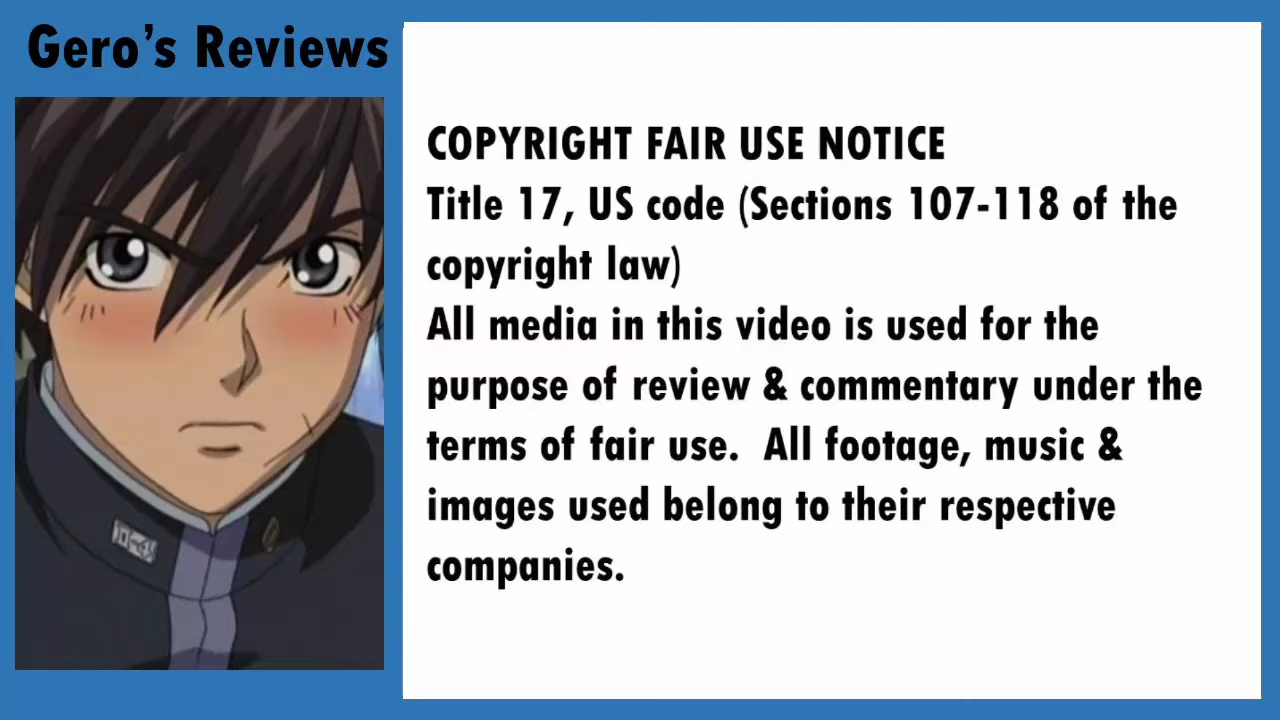 Gero's Reviews
COPYRIGHT FAIR USE NOTICE
Title 17, US code (Sections 107-118 of the
copyright law)
All media in this video is used for the
purpose of review & commentary under the
terms of fair use.  All footage, music &
images used belong to their respective
companies.